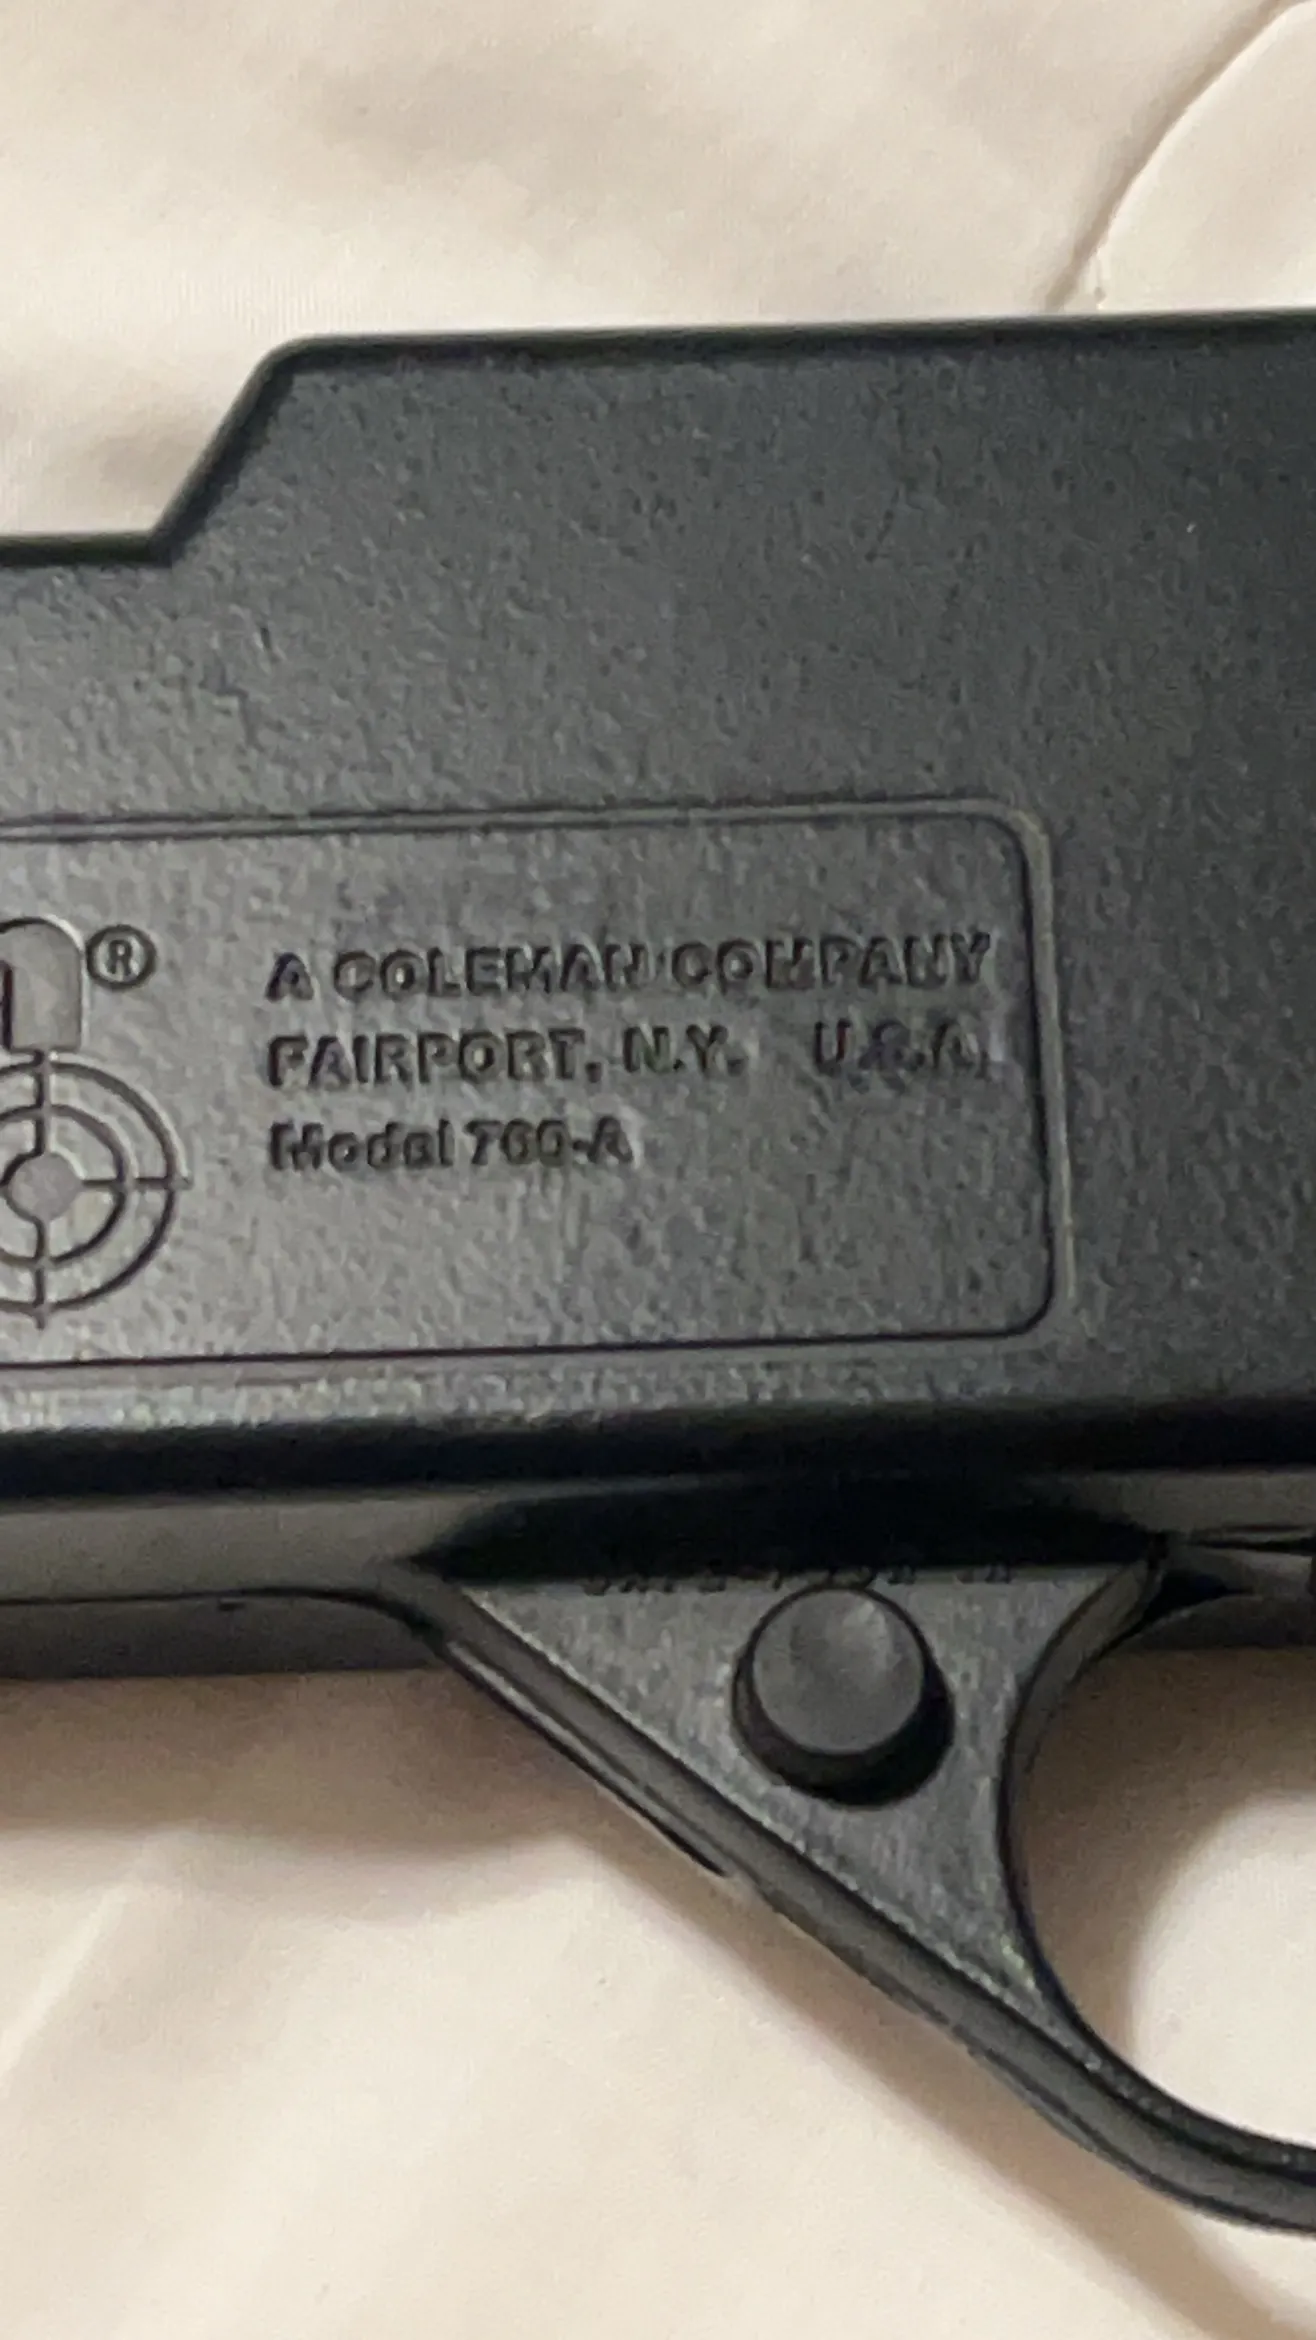 ®
A COLEMAN COMPANY
FAIRPORT, N.Y. U.S.A.
Model 760-A